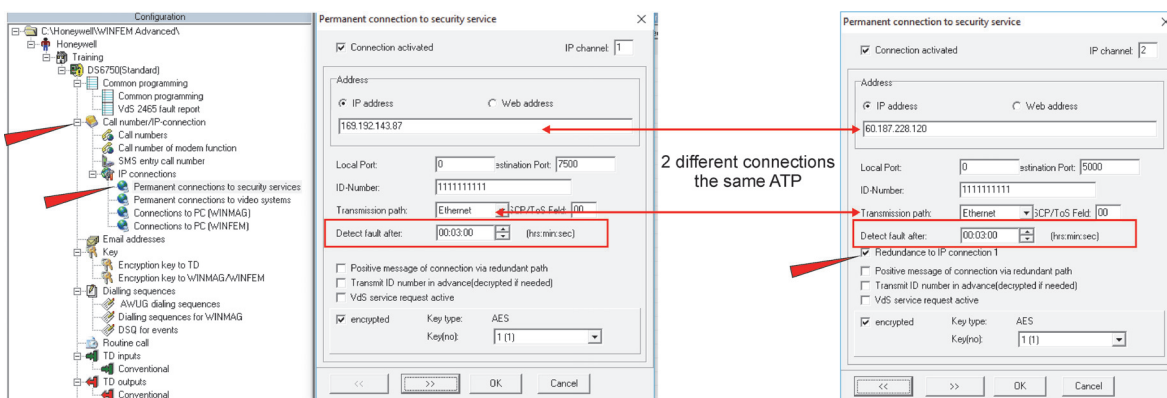 Configuration
C:\Honeywell\WINFEM Advanced\
Honeywell
Training
DS6750(Standard)
Common programming
Common programming
VdS 2465 fault report
Call number/IP-connection
Call numbers
Call number of modem function
SMS entry call number
IP connections
Permanent connections to security services
Permanent connections to video systems
Connections to PC (WINMAG)
Connections to PC (WINFEM)
Email addresses
Key
Encryption key to TD
Encryption key to WINMAG/WINFEM
Dialling sequences
AWUG dialing sequences
Dialling sequences for WINMAG
DSQ for events
Routine call
TD inputs
Conventional
TD outputs
Conventional
Permanent connection to security service
Connection activated IP channel: 1
Address
IP address Web address
169.192.143.87
Local Port: 0 estination Port: 7500
ID-Number: 1111111111
Transmission path: Ethernet SCP/ToS Feld: 00
Detect fault after: 00:03:00 (hrs:min:sec)
Positive message of connection via redundant path
Transmit ID number in advance(decrypted if needed)
VdS service request active
encrypted Key type: AES
Key(no): 1 (1)
<< >> OK Cancel
2 different connections
the same ATP
Permanent connection to security service
Connection activated IP channel: 2
Address
IP address Web address
60.187.228.120
Local Port: 0 estination Port: 5000
ID-Number: 1111111111
Transmission path: Ethernet SCP/ToS Feld: 00
Detect fault after: 00:03:00 (hrs:min:sec)
Redundance to IP connection 1
Positive message of connection via redundant path
Transmit ID number in advance(decrypted if needed)
VdS service request active
encrypted Key type: AES
Key(no): 1 (1)
<< >> OK Cancel